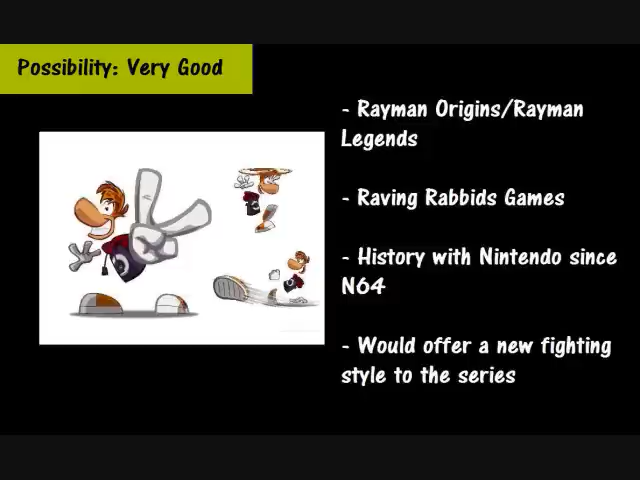 Possibility: Very Good
- Rayman Origins/Rayman
Legends
- Raving Rabbids Games
- History with Nintendo since
N64
- Would offer a new fighting
style to the series